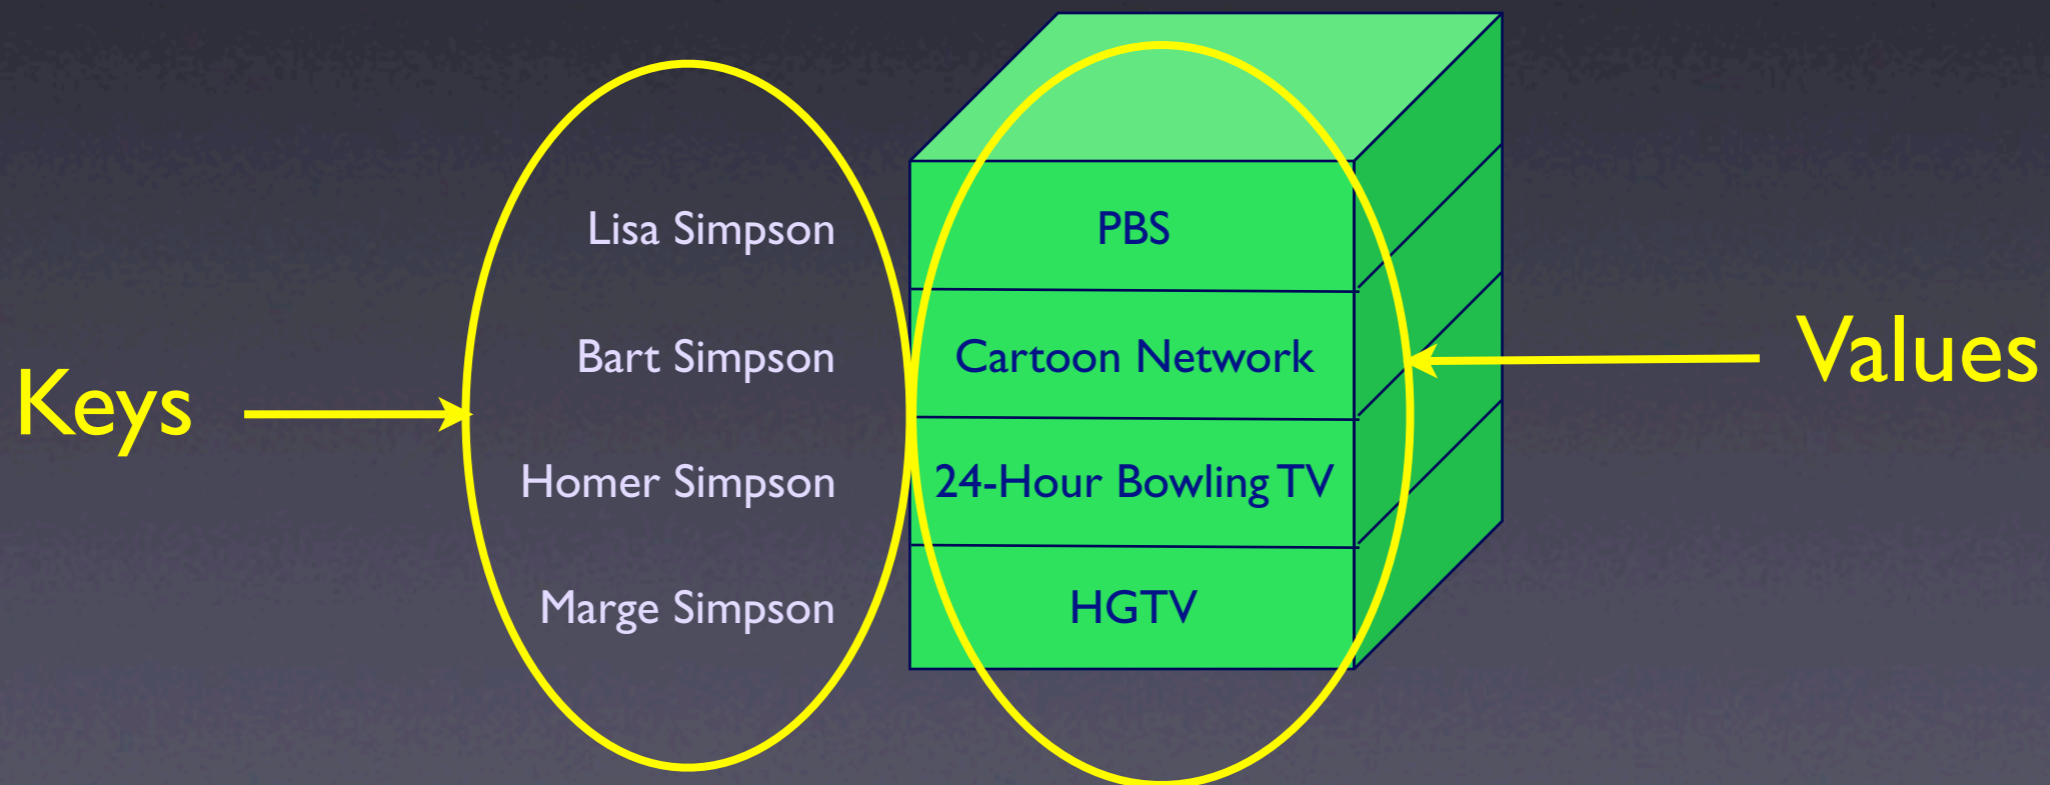 Lisa Simpson PBS
Bart Simpson Cartoon Network
Values
Keys
Homer Simpson 24-Hour Bowling TV
Marge Simpson HGTV